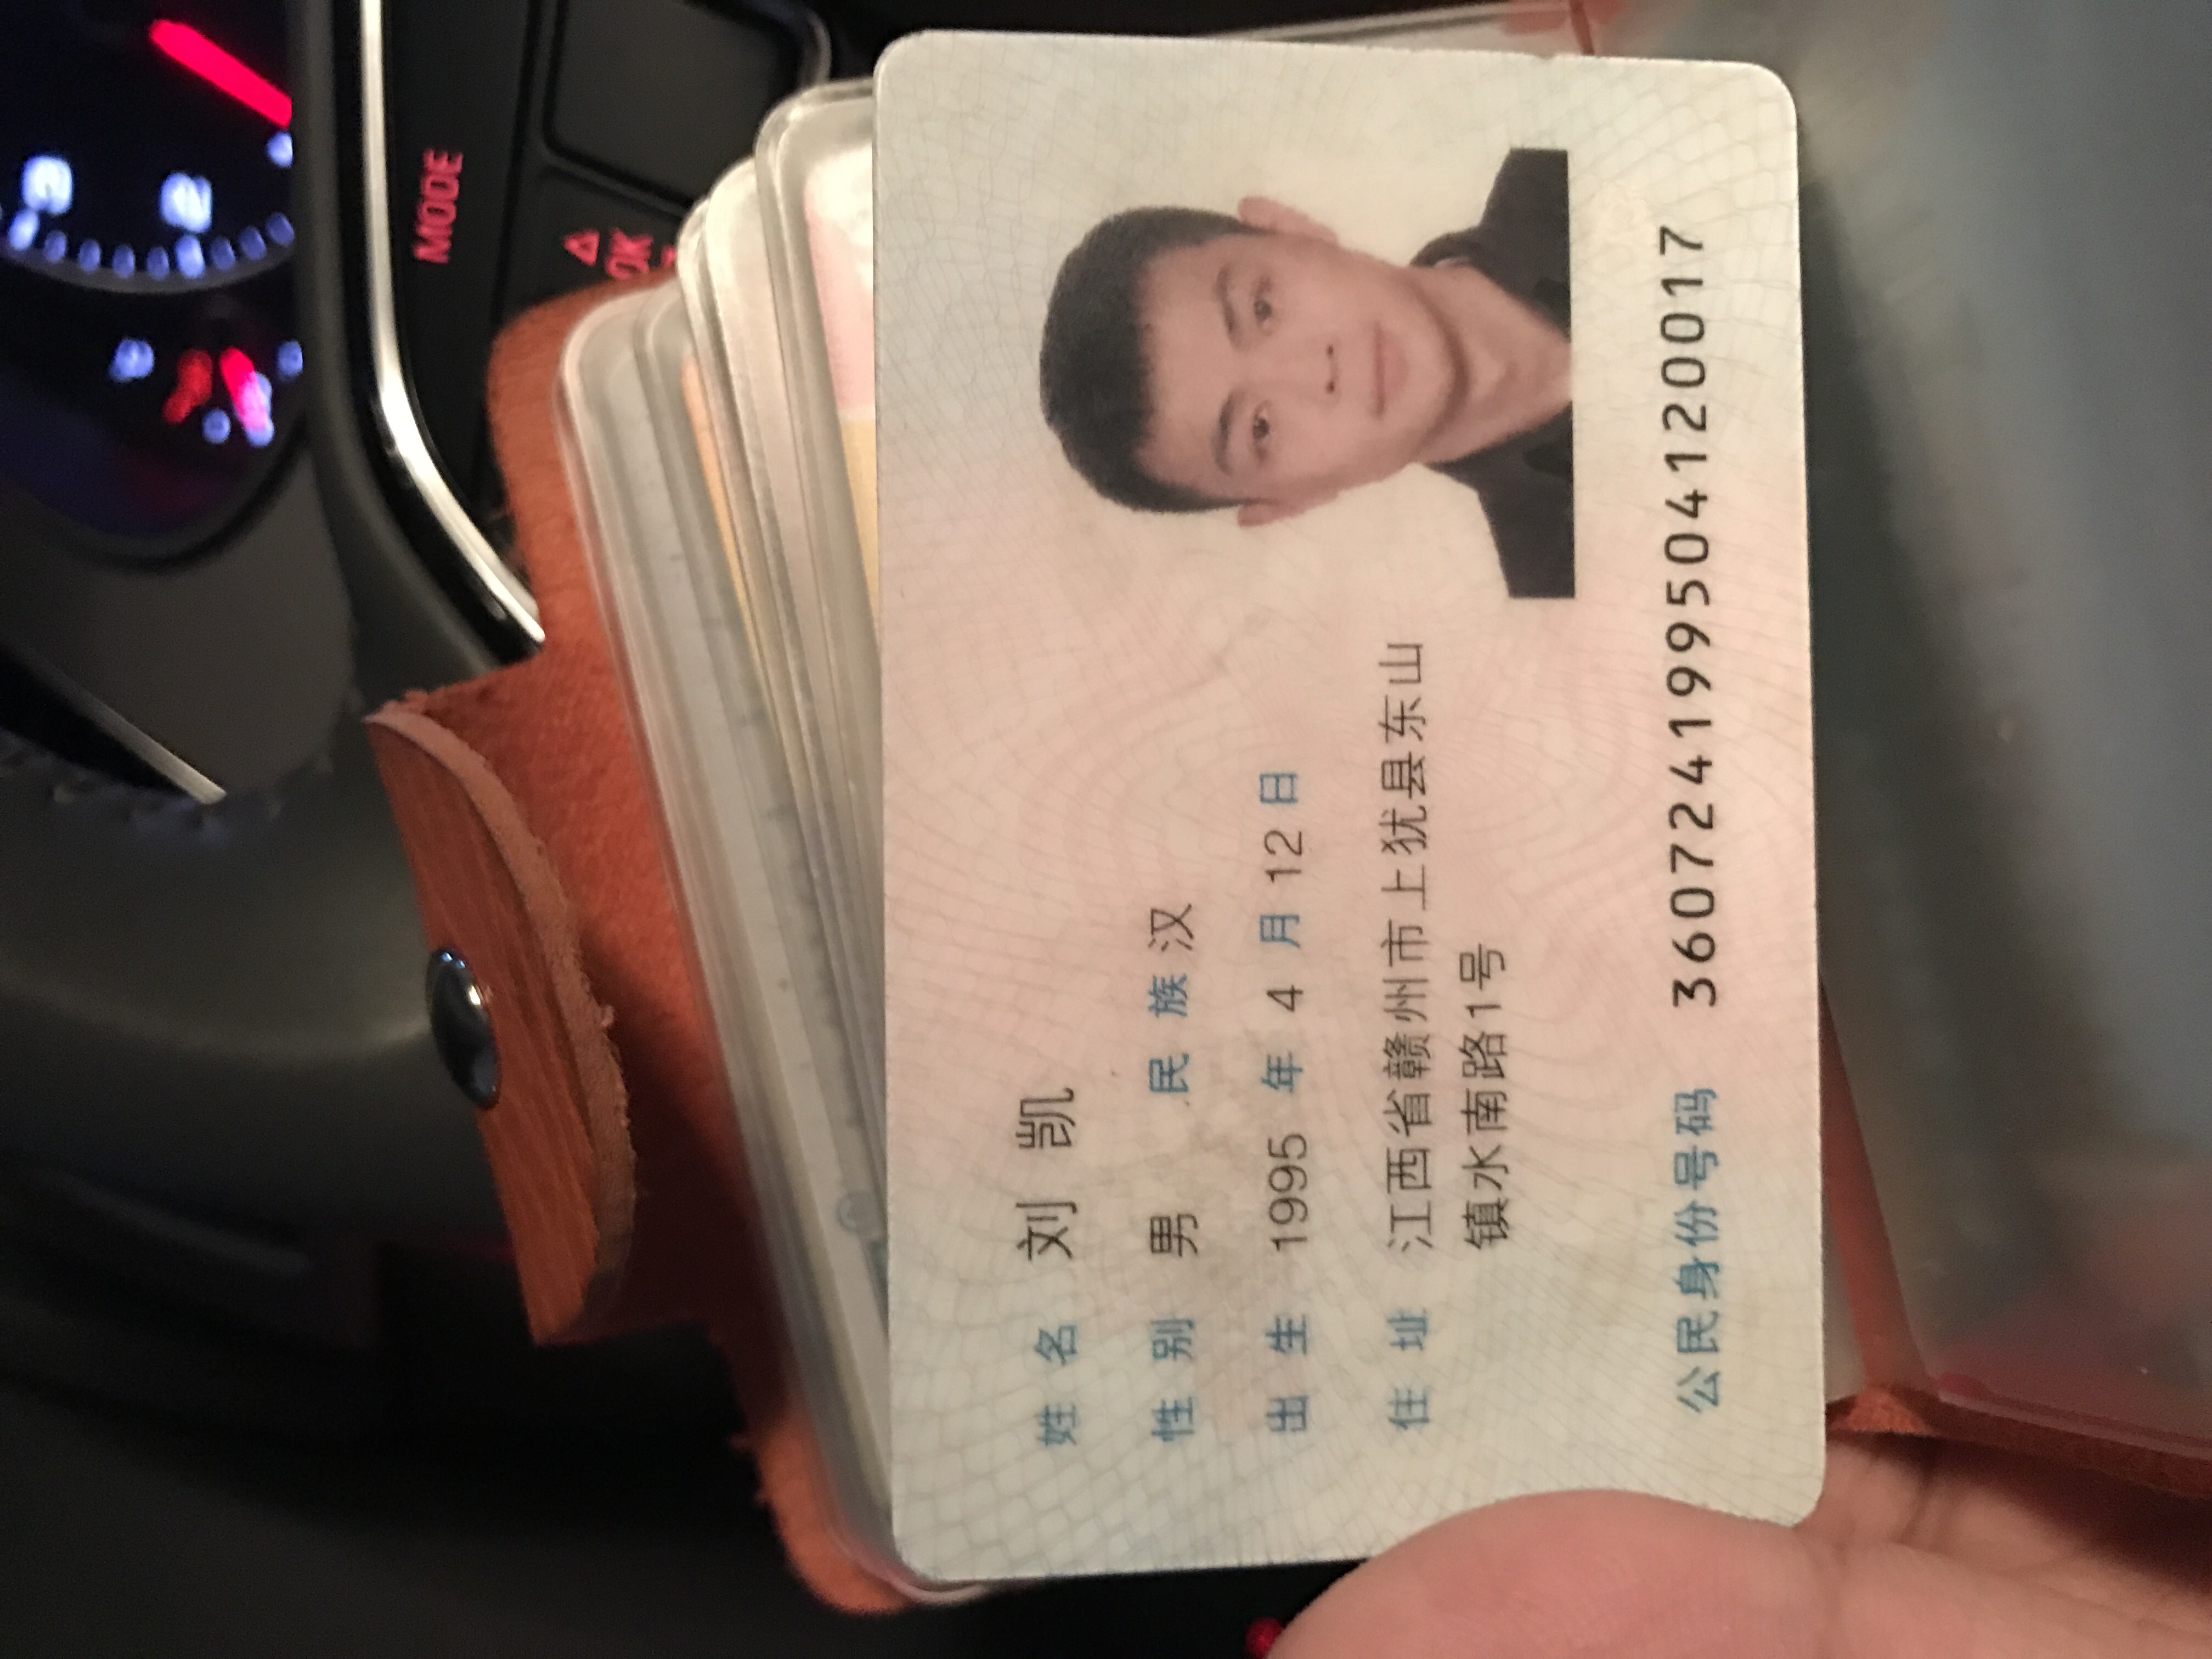 3
2
MODE
OK
姓名 刘凯
性别 男 民族 汉
出生 1995 年 4 月 12 日
住址 江西省赣州市上犹县东山
镇水南路1号
公民身份号码 360724199504120017